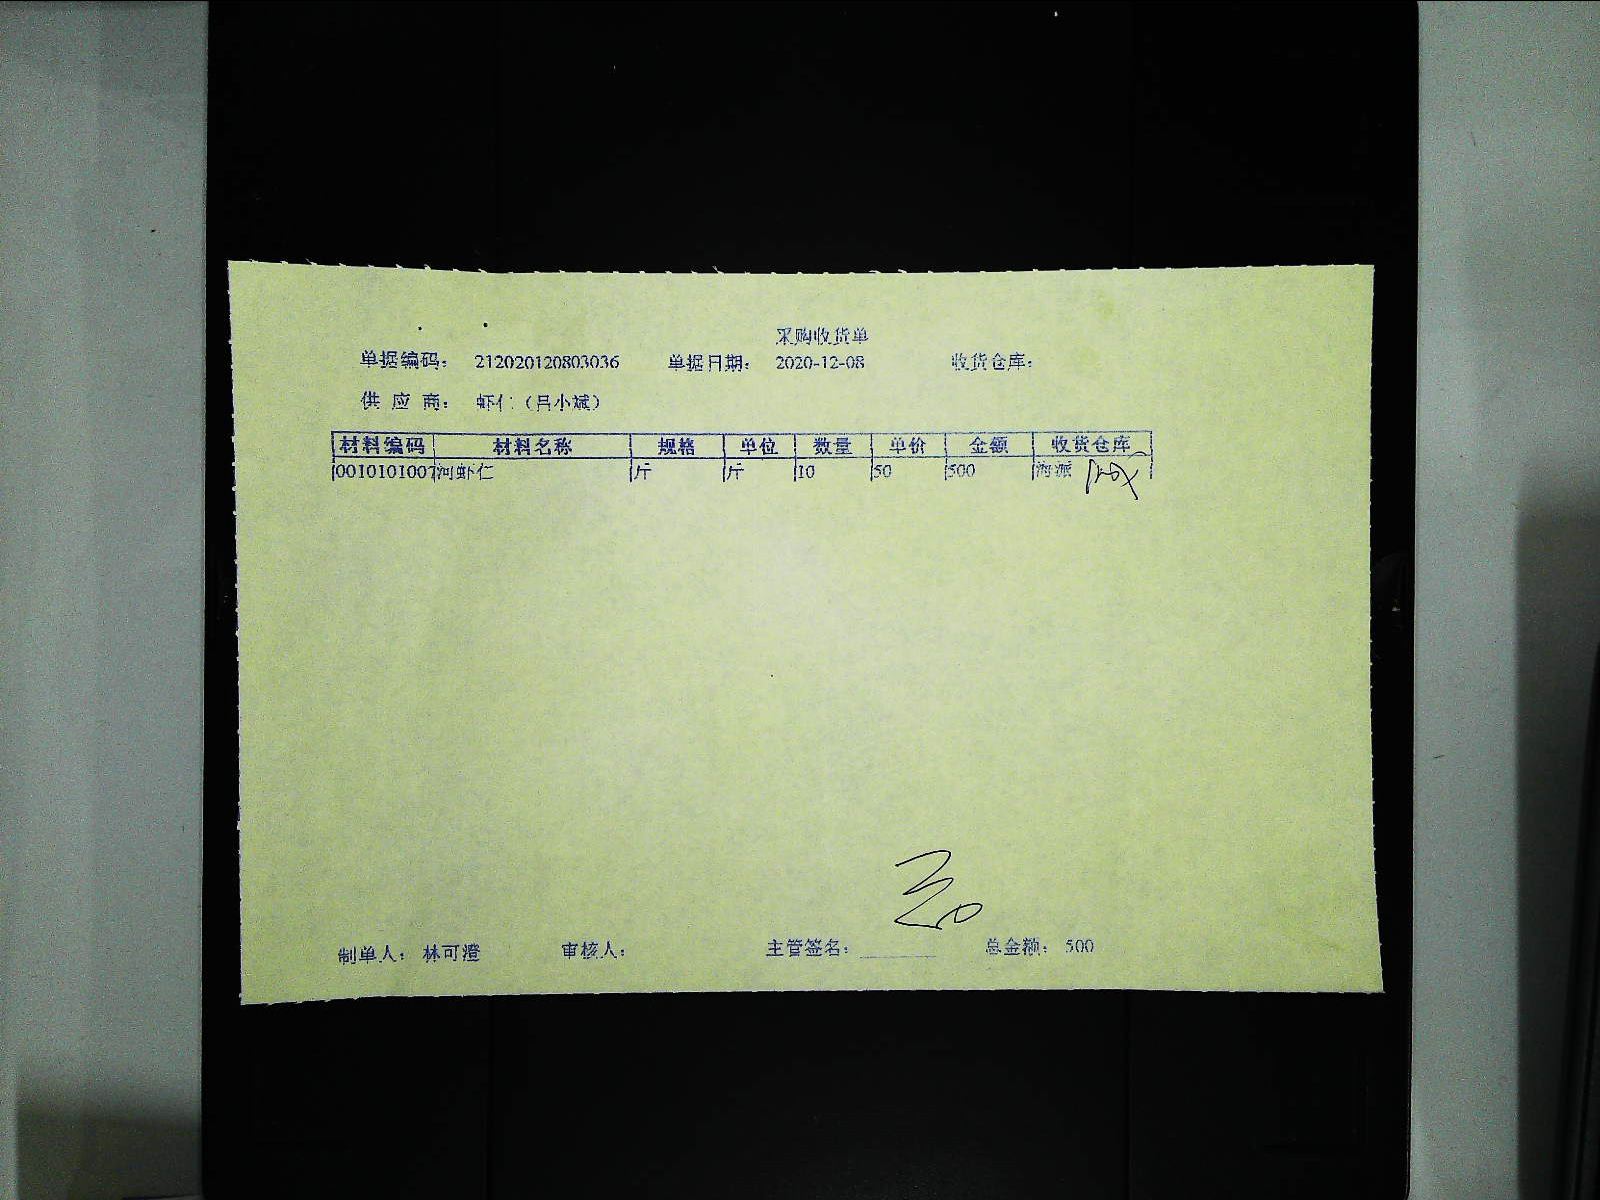 采购收货单
单据编码： 212020120803036 单据日期： 2020-12-08 收货仓库：
供 应 商： 虾仁（吕小斌）
材料编码 材料名称 规格 单位 数量 单价 金额 收货仓库
0010101007 河虾仁 斤 斤 10 50 500 海派
制单人： 林可澄 审核人： 主管签名： 总金额： 500